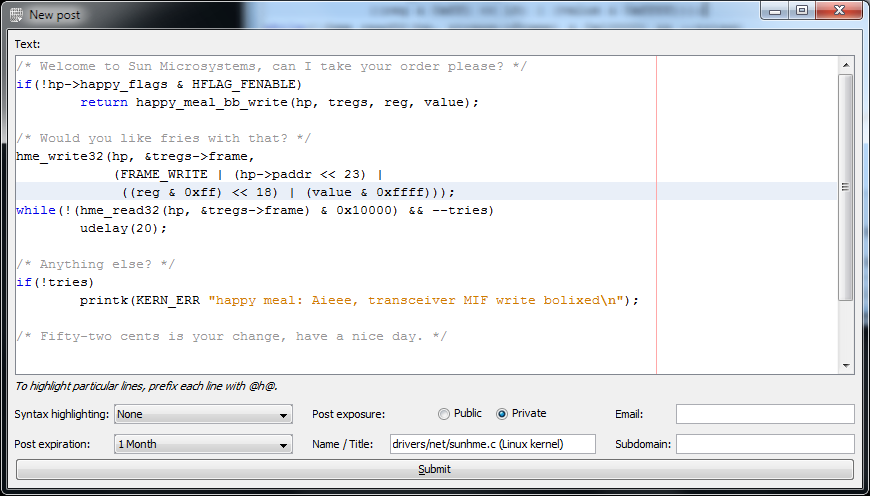 New post
Text:
/* Welcome to Sun Microsystems, can I take your order please? */
if(!hp->happy_flags & HFLAG_FENABLE)
        return happy_meal_bb_write(hp, tregs, reg, value);

/* Would you like fries with that? */
hme_write32(hp, &tregs->frame,
            (FRAME_WRITE | (hp->paddr << 23) |
             ((reg & 0xff) << 18) | (value & 0xffff)));
while(!(hme_read32(hp, &tregs->frame) & 0x10000) && --tries)
        udelay(20);

/* Anything else? */
if(!tries)
        printk(KERN_ERR "happy meal: Aieee, transceiver MIF write bolixed\n");

/* Fifty-two cents is your change, have a nice day. */
To highlight particular lines, prefix each line with @h@.
Syntax highlighting: None Post exposure: Public Private Email:
Post expiration: 1 Month Name / Title: drivers/net/sunhme.c (Linux kernel) Subdomain:
Submit